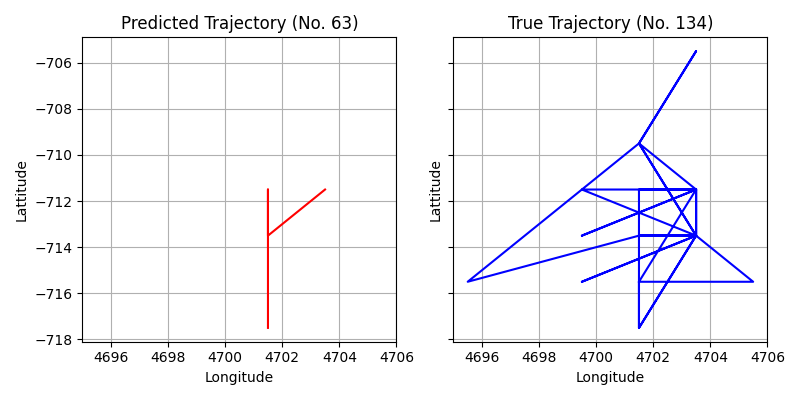 Predicted Trajectory (No. 63)
True Trajectory (No. 134)
Lattitude
−706
−708
−710
−712
−714
−716
−718
4696 4698 4700 4702 4704 4706
Longitude
Lattitude
4696 4698 4700 4702 4704 4706
Longitude